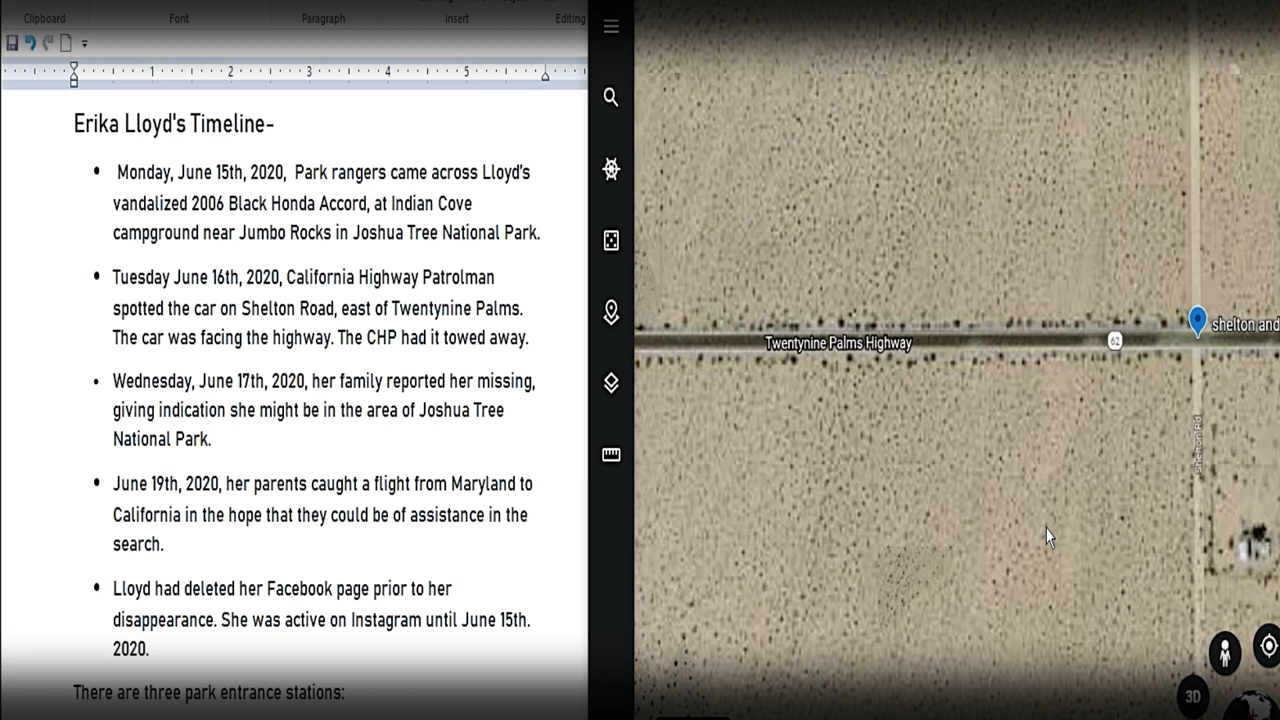 Clipboard Font Paragraph Insert Editing
1 2 3 4 5
Erika Lloyd's Timeline-
• Monday, June 15th, 2020, Park rangers came across Lloyd's
vandalized 2006 Black Honda Accord, at Indian Cove
campground near Jumbo Rocks in Joshua Tree National Park.
• Tuesday June 16th, 2020, California Highway Patrolman
spotted the car on Shelton Road, east of Twentynine Palms.
The car was facing the highway. The CHP had it towed away.
• Wednesday, June 17th, 2020, her family reported her missing,
giving indication she might be in the area of Joshua Tree
National Park.
• June 19th, 2020, her parents caught a flight from Maryland to
California in the hope that they could be of assistance in the
search.
• Lloyd had deleted her Facebook page prior to her
disappearance. She was active on Instagram until June 15th.
2020.
There are three park entrance stations:
Twentynine Palms Highway
62
shelton and
Shelton Rd
3D